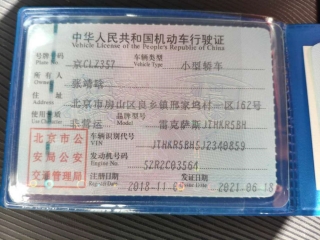 中华人民共和国机动车行驶证
Vehicle License of the People's Republic of China
号牌号码 京CLZ357 车辆类型 小型轿车
Plate No. Vehicle Type
所有人 张靖聒
Owner
住址 北京市房山区良乡镇邢家坞村一区162号
Address
使用性质 非营运 品牌型号 雷克萨斯JTHKR5BH
Use Character Model
北京市公安局公安交通管理局
车辆识别代号 JTHKR5BH5J2340859
VIN
发动机号码 5ZR2C03564
Engine No.
注册日期 2018-11-0 发证日期 2021-06-18
Register Date Issue Date